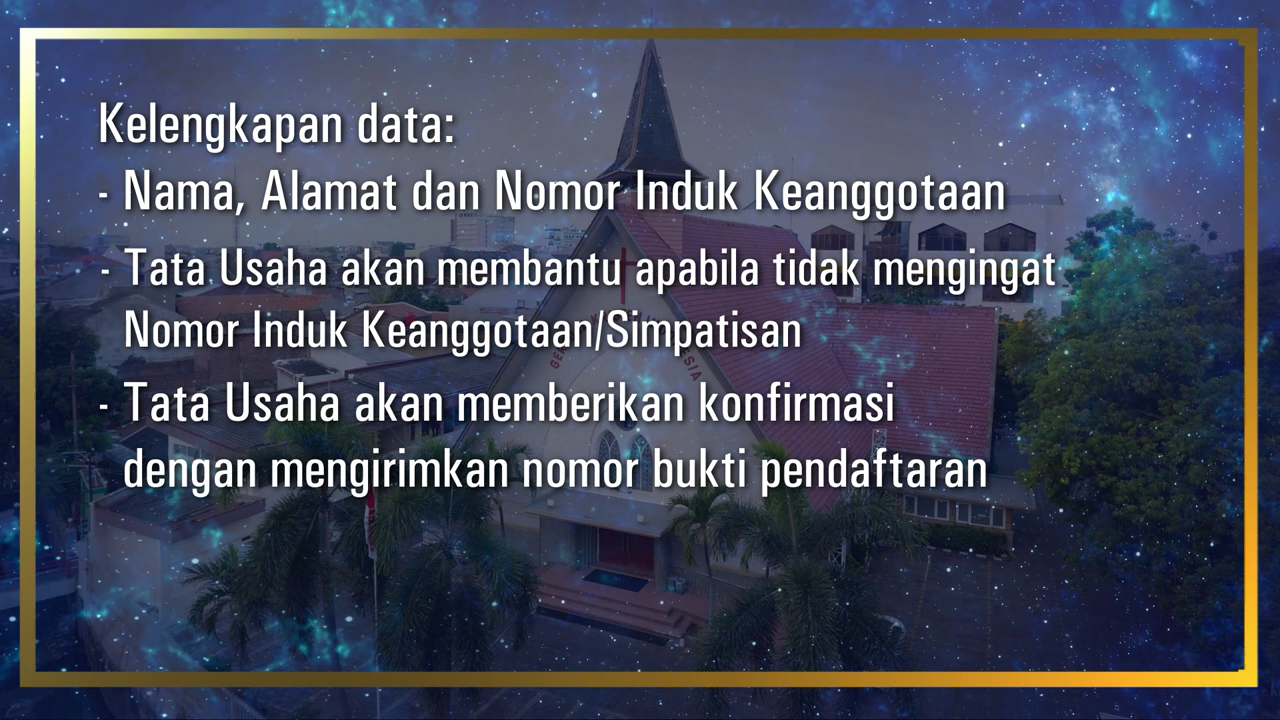 Kelengkapan data:
- Nama, Alamat dan Nomor Induk Keanggotaan
- Tata Usaha akan membantu apabila tidak mengingat
Nomor Induk Keanggotaan/Simpatisan
- Tata Usaha akan memberikan konfirmasi
dengan mengirimkan nomor bukti pendaftaran